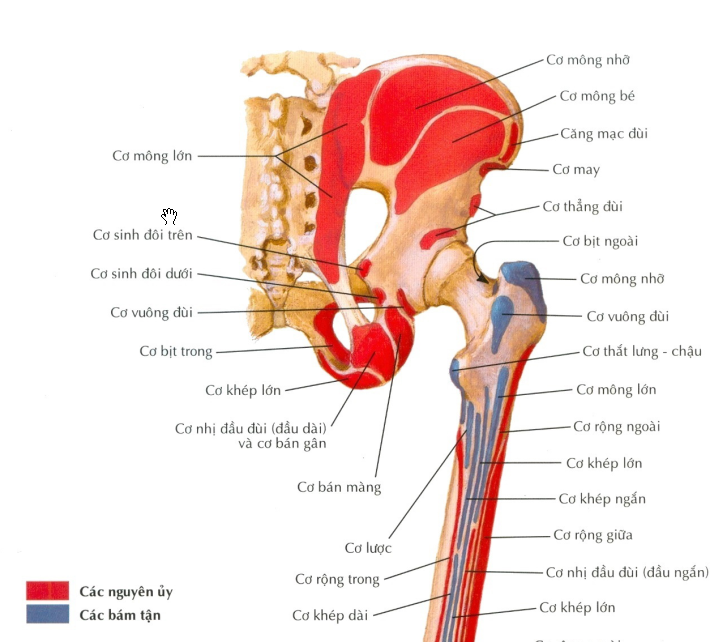 Cơ mông nhỡ
Cơ mông bé
Căng mạc đùi
Cơ may
Cơ thẳng đùi
Cơ bịt ngoài
Cơ mông nhỡ
Cơ vuông đùi
Cơ thắt lưng - chậu
Cơ mông lớn
Cơ rộng ngoài
Cơ khép lớn
Cơ khép ngắn
Cơ rộng giữa
Cơ nhị đầu đùi (đầu ngắn)
Cơ khép lớn
Cơ mông lớn
Cơ sinh đôi trên
Cơ sinh đôi dưới
Cơ vuông đùi
Cơ bịt trong
Cơ khép lớn
Cơ nhị đầu đùi (đầu dài)
và cơ bán gân
Cơ bán màng
Cơ lược
Cơ rộng trong
Cơ khép dài
Các nguyên ủy
Các bám tận